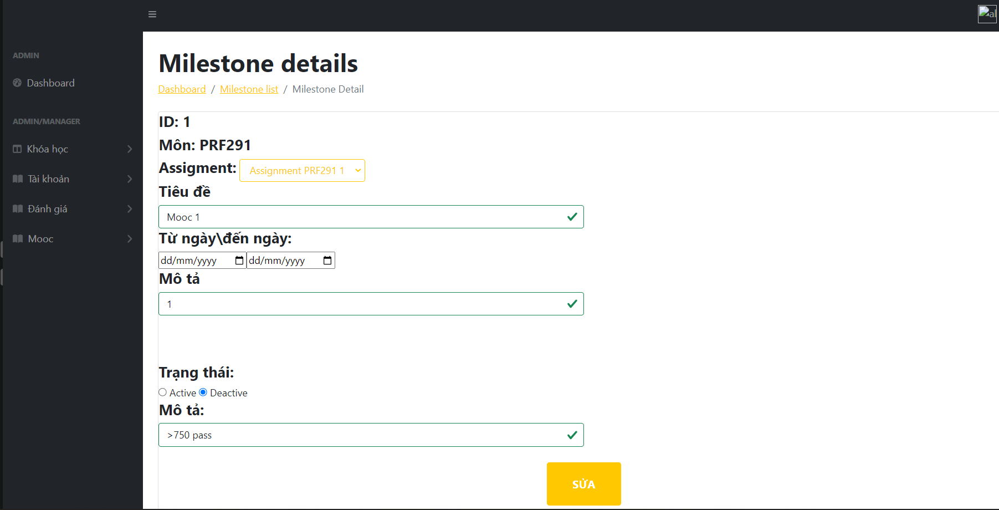 al
ADMIN
Dashboard
ADMIN/MANAGER
Khóa học
Tài khoản
Đánh giá
Mooc
Milestone details
Dashboard / Milestone list / Milestone Detail
ID: 1
Môn: PRF291
Assigment: Assignment PRF291 1
Tiêu đề
Mooc 1
Từ ngày\đến ngày:
dd/mm/yyyy dd/mm/yyyy
Mô tả
1
Trạng thái:
Active Deactive
Mô tả:
>750 pass
SỬA